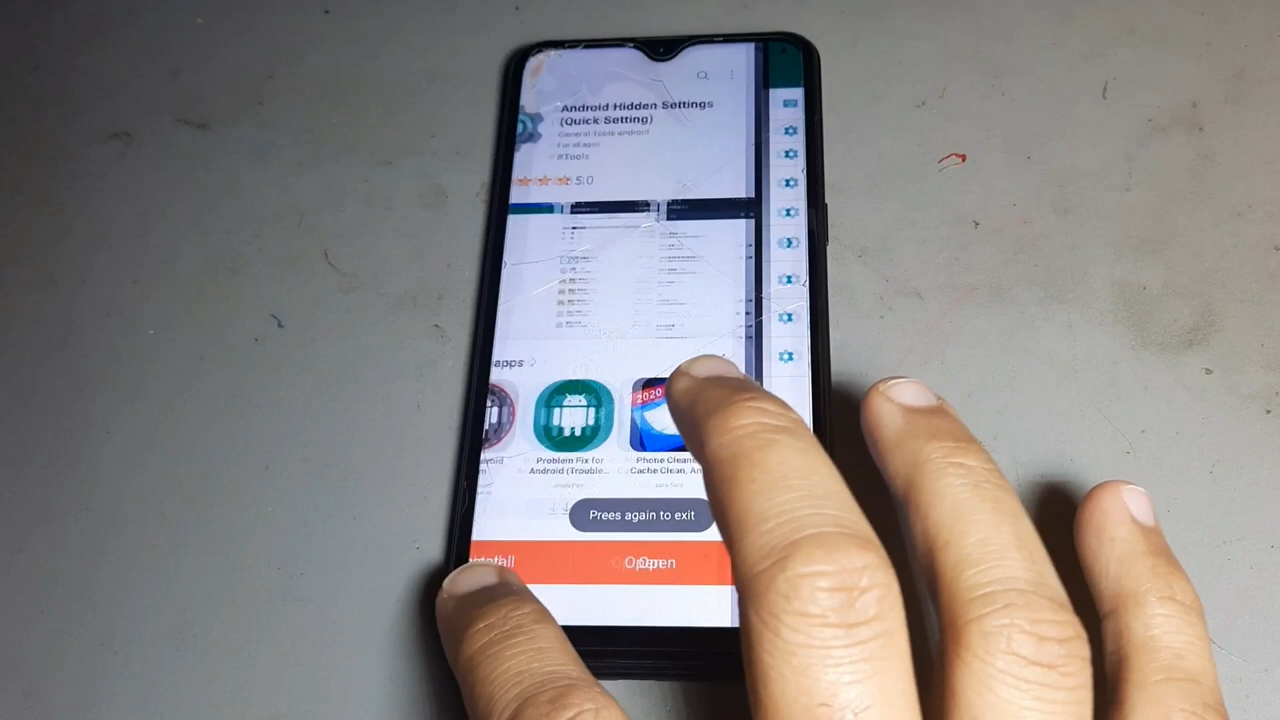 Android Hidden Settings
(Quick Setting)
General Tools android
For all ages
#Tools
5.0
apps
2020
Problem Fix for
Android (Trouble...
Phone Cleane
Cache Clean, An
Prees again to exit
Open